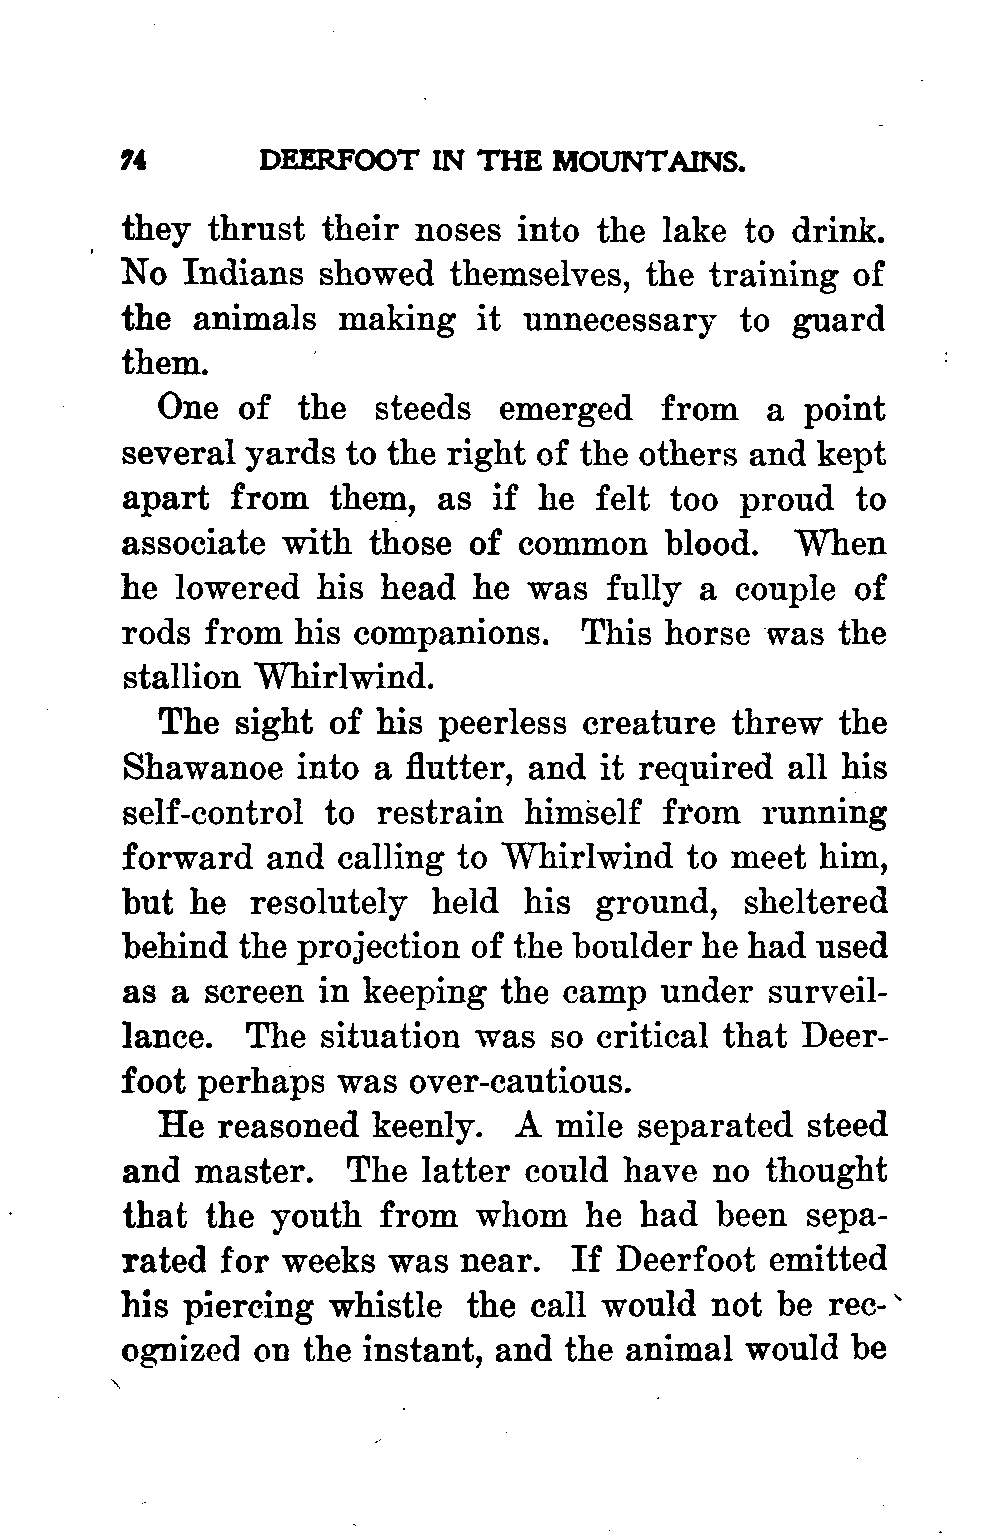 74 DEERFOOT IN THE MOUNTAINS.
they thrust their noses into the lake to drink.
No Indians showed themselves, the training of
the animals making it unnecessary to guard
them.
One of the steeds emerged from a point
several yards to the right of the others and kept
apart from them, as if he felt too proud to
associate with those of common blood. When
he lowered his head he was fully a couple of
rods from his companions. This horse was the
stallion Whirlwind.
The sight of his peerless creature threw the
Shawanoe into a flutter, and it required all his
self-control to restrain himself from running
forward and calling to Whirlwind to meet him,
but he resolutely held his ground, sheltered
behind the projection of the boulder he had used
as a screen in keeping the camp under surveil-
lance. The situation was so critical that Deer-
foot perhaps was over-cautious.
He reasoned keenly. A mile separated steed
and master. The latter could have no thought
that the youth from whom he had been sepa-
rated for weeks was near. If Deerfoot emitted
his piercing whistle the call would not be rec-
ognized on the instant, and the animal would be